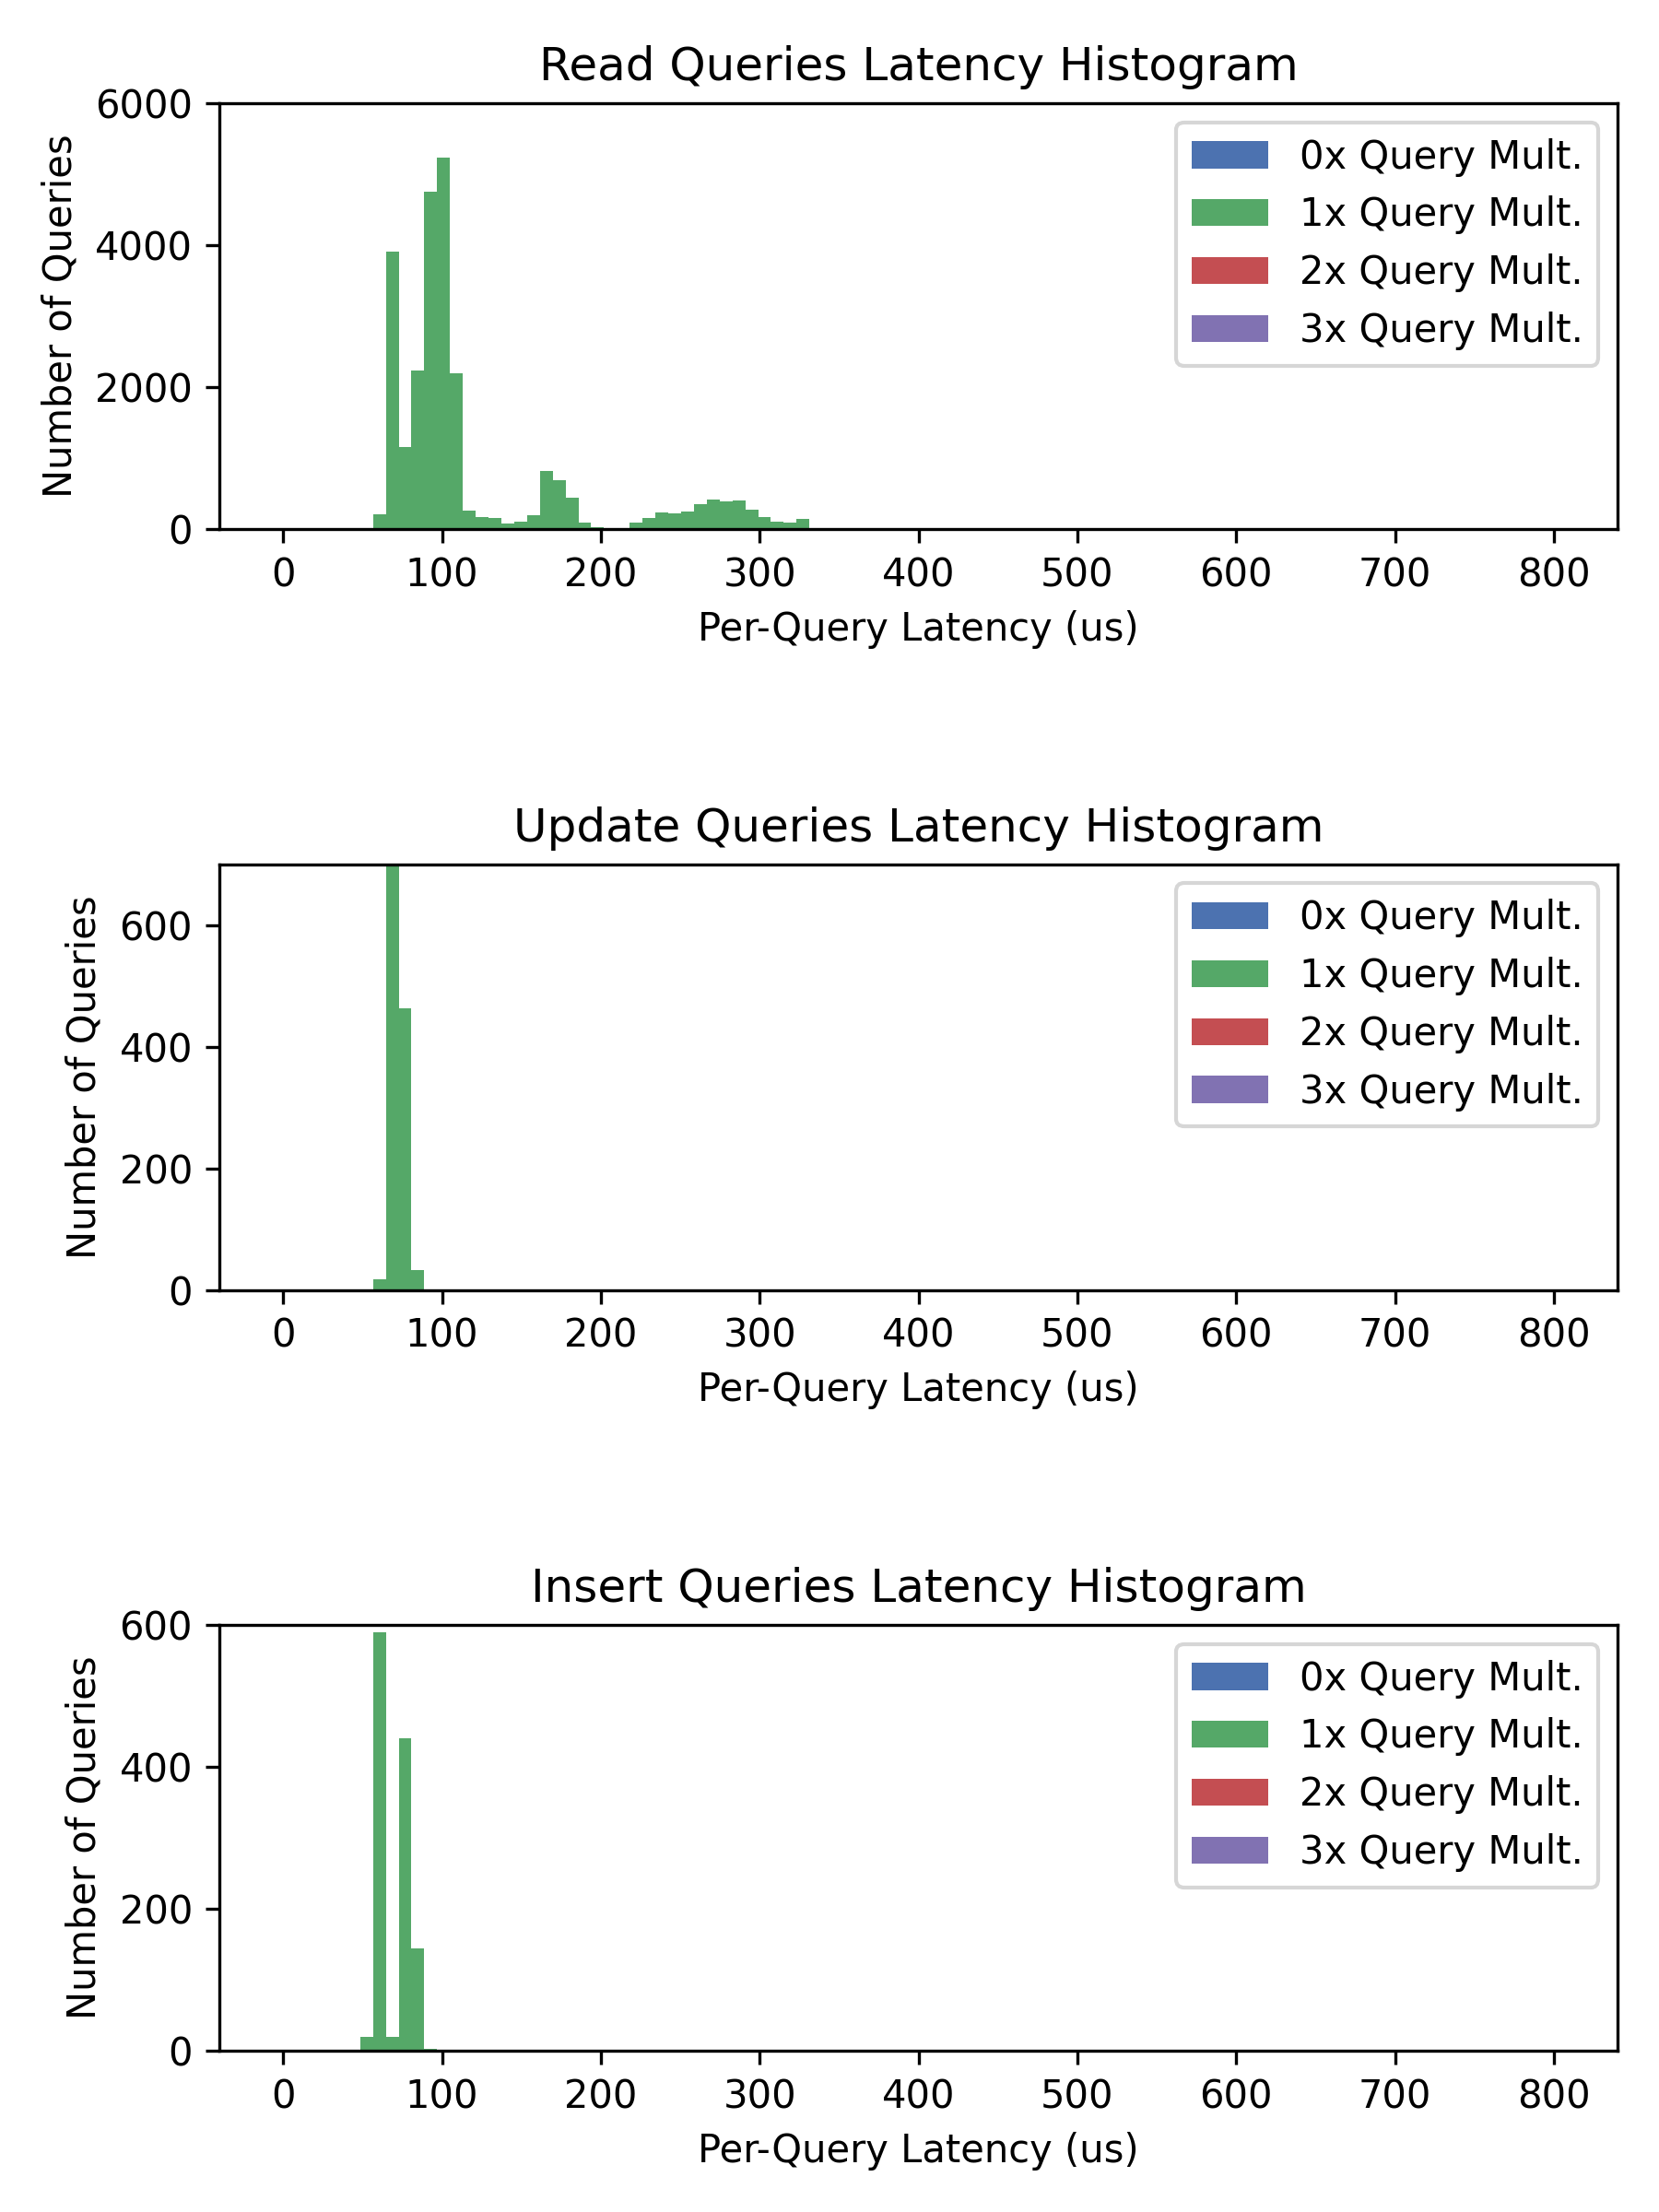 Read Queries Latency Histogram
6000
4000
2000
0
Number of Queries
0x Query Mult.
1x Query Mult.
2x Query Mult.
3x Query Mult.
0 100 200 300 400 500 600 700 800
Per-Query Latency (us)
Update Queries Latency Histogram
600
400
200
0
Number of Queries
0x Query Mult.
1x Query Mult.
2x Query Mult.
3x Query Mult.
0 100 200 300 400 500 600 700 800
Per-Query Latency (us)
Insert Queries Latency Histogram
600
400
200
0
Number of Queries
0x Query Mult.
1x Query Mult.
2x Query Mult.
3x Query Mult.
0 100 200 300 400 500 600 700 800
Per-Query Latency (us)